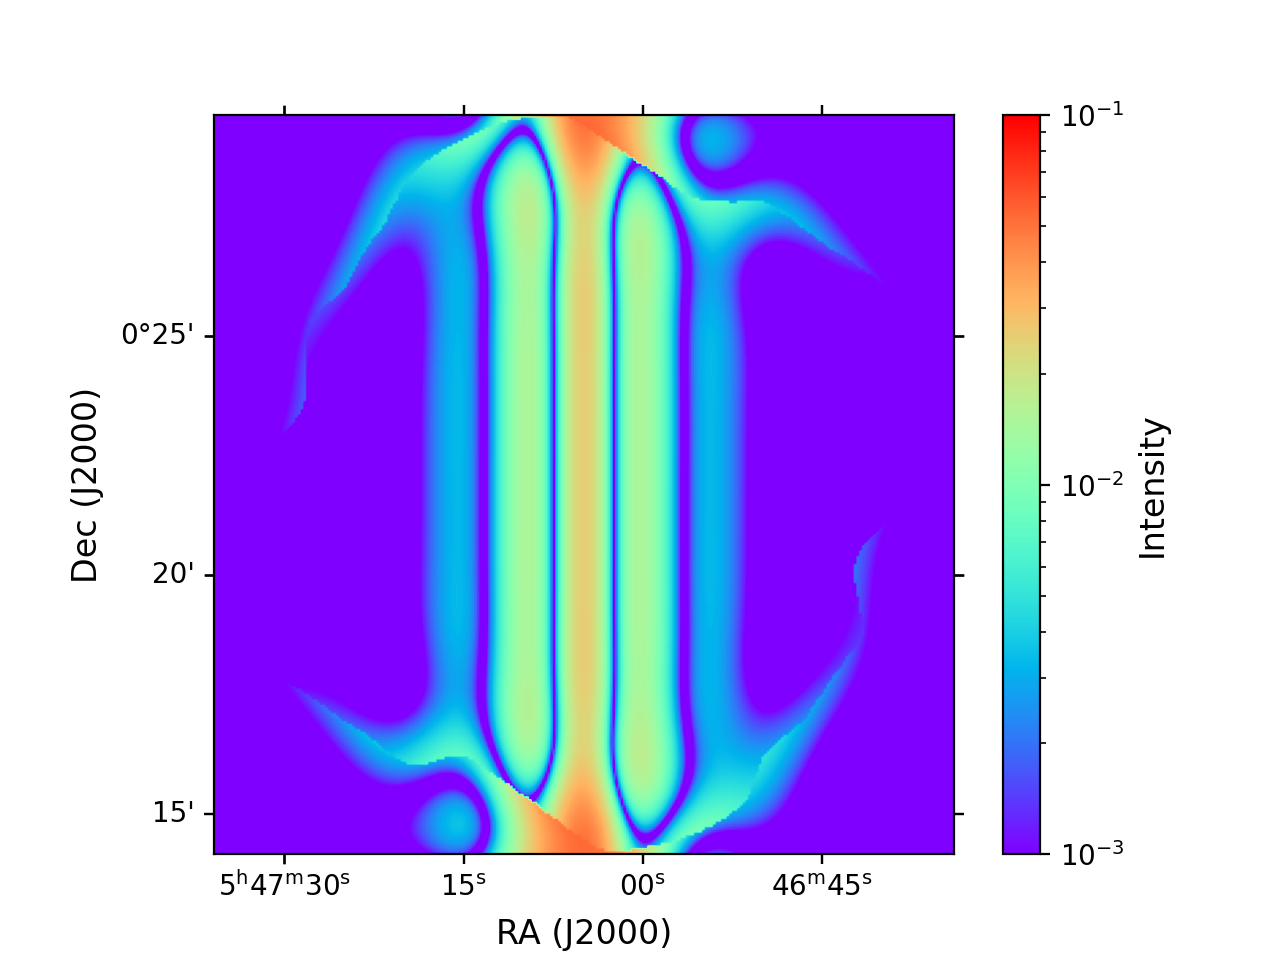 10⁻¹
0°25'
Dec (J2000)
10⁻²
Intensity
20'
15'
10⁻³
5ʰ47ᵐ30ˢ 15ˢ 00ˢ 46ᵐ45ˢ
RA (J2000)